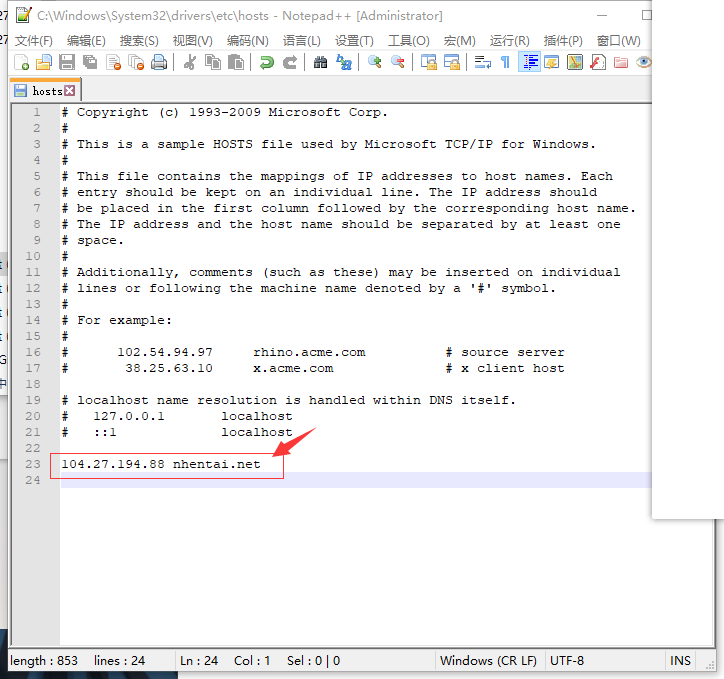 C:\Windows\System32\drivers\etc\hosts - Notepad++ [Administrator]
文件(F) 编辑(E) 搜索(S) 视图(V) 编码(N) 语言(L) 设置(T) 工具(O) 宏(M) 运行(R) 插件(P) 窗口(W)
hosts
1 # Copyright (c) 1993-2009 Microsoft Corp.
2 #
3 # This is a sample HOSTS file used by Microsoft TCP/IP for Windows.
4 #
5 # This file contains the mappings of IP addresses to host names. Each
6 # entry should be kept on an individual line. The IP address should
7 # be placed in the first column followed by the corresponding host name.
8 # The IP address and the host name should be separated by at least one
9 # space.
10 #
11 # Additionally, comments (such as these) may be inserted on individual
12 # lines or following the machine name denoted by a '#' symbol.
13 #
14 # For example:
15 #
16 # 102.54.94.97 rhino.acme.com # source server
17 # 38.25.63.10 x.acme.com # x client host
18
19 # localhost name resolution is handled within DNS itself.
20 # 127.0.0.1 localhost
21 # ::1 localhost
22
23 104.27.194.88 nhentai.net
24
length : 853 lines : 24 Ln : 24 Col : 1 Sel : 0 | 0 Windows (CR LF) UTF-8 INS